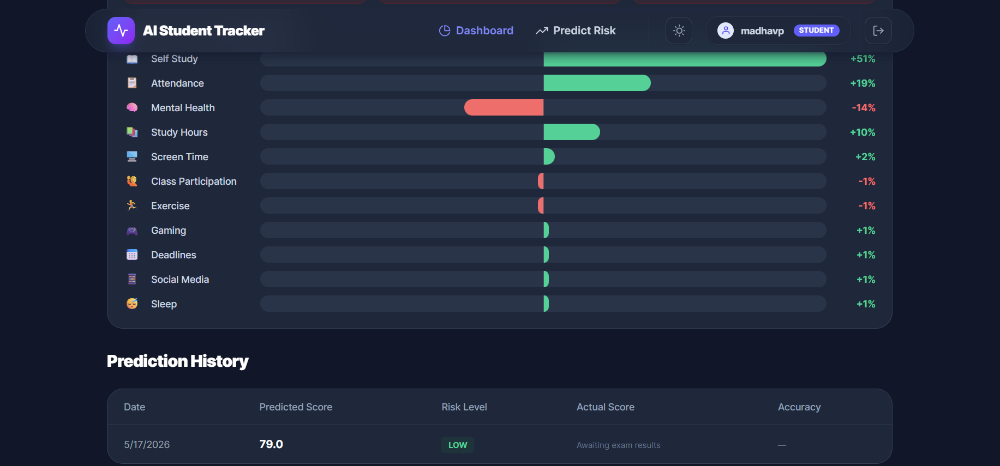 AI Student Tracker
Dashboard
Predict Risk
madhavp
STUDENT
Self Study +51%
Attendance +19%
Mental Health -14%
Study Hours +10%
Screen Time +2%
Class Participation -1%
Exercise -1%
Gaming +1%
Deadlines +1%
Social Media +1%
Sleep +1%
Prediction History
Date Predicted Score Risk Level Actual Score Accuracy
5/17/2026 79.0 LOW Awaiting exam results —